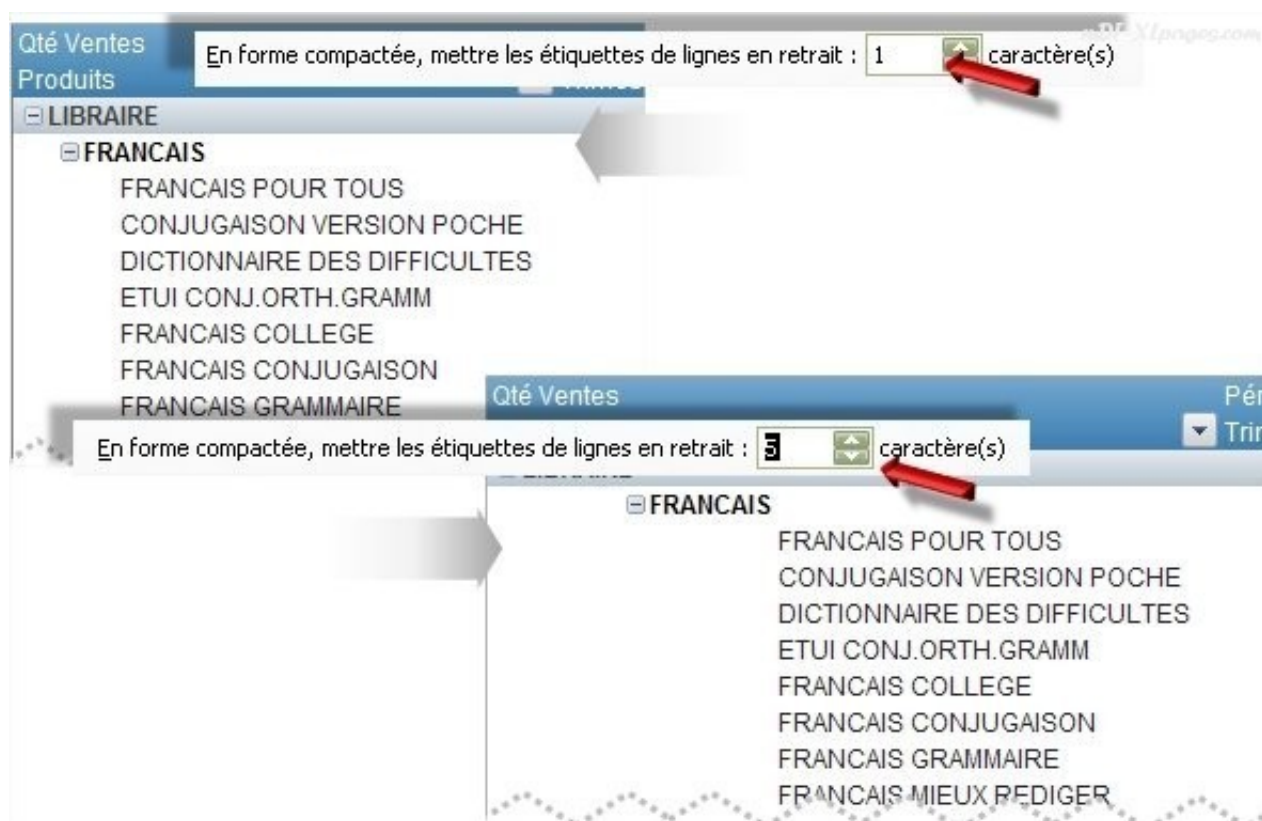 Qté Ventes
En forme compactée, mettre les étiquettes de lignes en retrait : 1 caractère(s)
Produits
LIBRAIRE
FRANCAIS
FRANCAIS POUR TOUS
CONJUGAISON VERSION POCHE
DICTIONNAIRE DES DIFFICULTES
ETUI CONJ.ORTH.GRAMM
FRANCAIS COLLEGE
FRANCAIS CONJUGAISON
FRANCAIS GRAMMAIRE
Qté Ventes Pér
Trim
En forme compactée, mettre les étiquettes de lignes en retrait : 5 caractère(s)
FRANCAIS
FRANCAIS POUR TOUS
CONJUGAISON VERSION POCHE
DICTIONNAIRE DES DIFFICULTES
ETUI CONJ.ORTH.GRAMM
FRANCAIS COLLEGE
FRANCAIS CONJUGAISON
FRANCAIS GRAMMAIRE
FRANCAIS MIEUX REDIGER